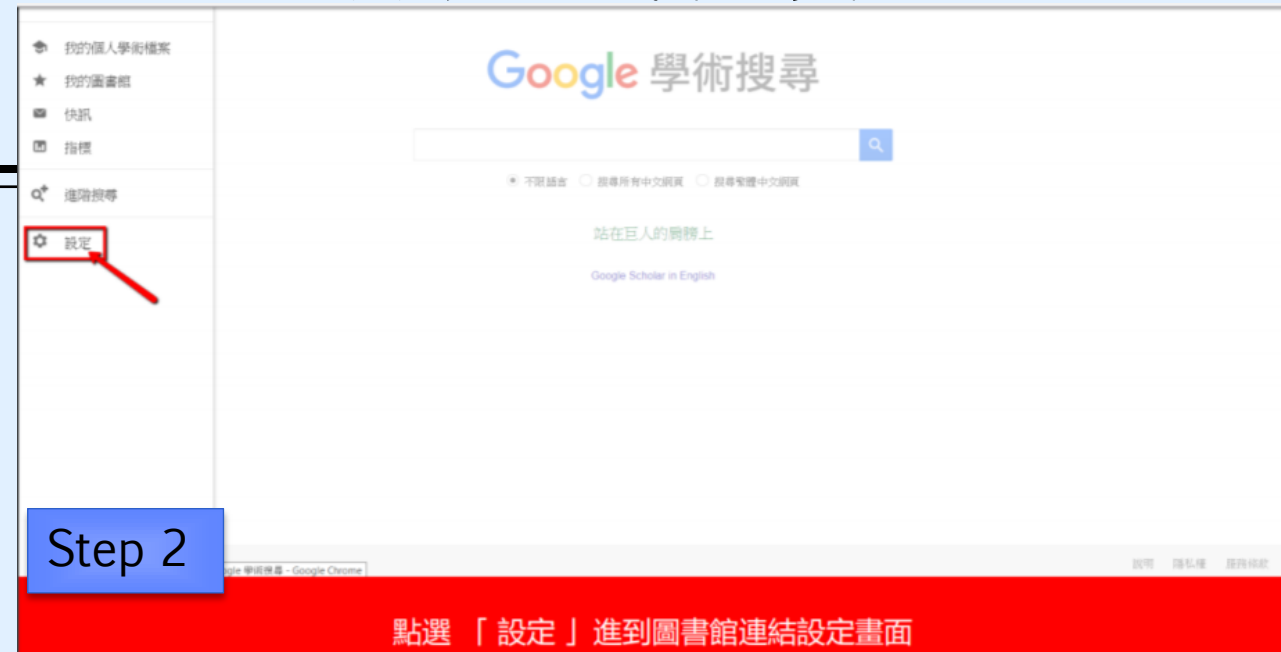 我的個人學術檔案
我的圖書館
快訊
指標
進階搜尋
設定
Google 學術搜尋
不限語言 搜尋所有中文網頁 搜尋繁體中文網頁
站在巨人的肩膀上
Google Scholar in English
Step 2
ogle 學術搜尋 - Google Chrome
說明 隱私權 服務條款
點選 「 設定 」進到圖書館連結設定畫面